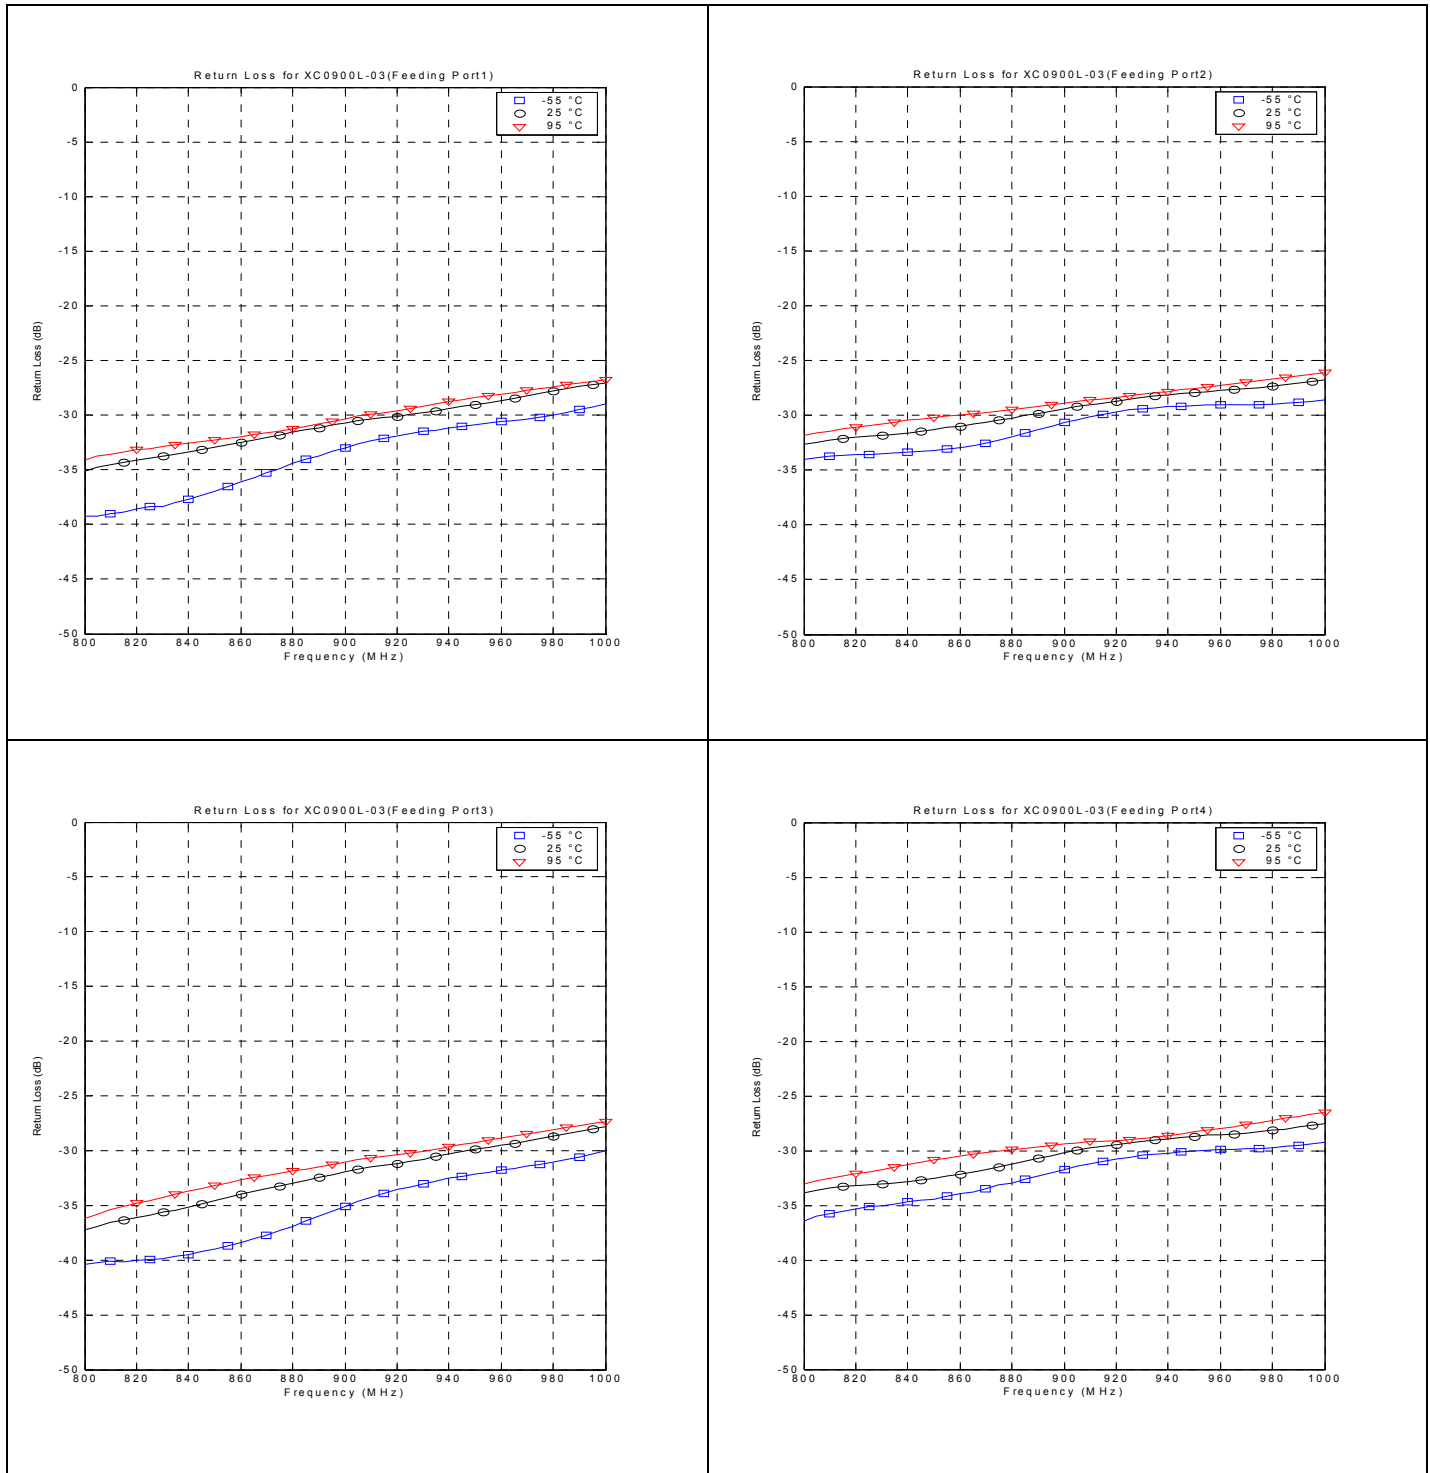 Return Loss for XC0900L-03(Feeding Port1)
0
-5
-10
-15
-20
-25
-30
-35
-40
-45
-50
Return Loss (dB)
-55 °C
25 °C
95 °C
800 820 840 860 880 900 920 940 960 980 1000
Frequency (MHz)
Return Loss for XC0900L-03(Feeding Port2)
0
-5
-10
-15
-20
-25
-30
-35
-40
-45
-50
Return Loss (dB)
-55 °C
25 °C
95 °C
800 820 840 860 880 900 920 940 960 980 1000
Frequency (MHz)
Return Loss for XC0900L-03(Feeding Port3)
0
-5
-10
-15
-20
-25
-30
-35
-40
-45
-50
Return Loss (dB)
-55 °C
25 °C
95 °C
800 820 840 860 880 900 920 940 960 980 1000
Frequency (MHz)
Return Loss for XC0900L-03(Feeding Port4)
0
-5
-10
-15
-20
-25
-30
-35
-40
-45
-50
Return Loss (dB)
-55 °C
25 °C
95 °C
800 820 840 860 880 900 920 940 960 980 1000
Frequency (MHz)